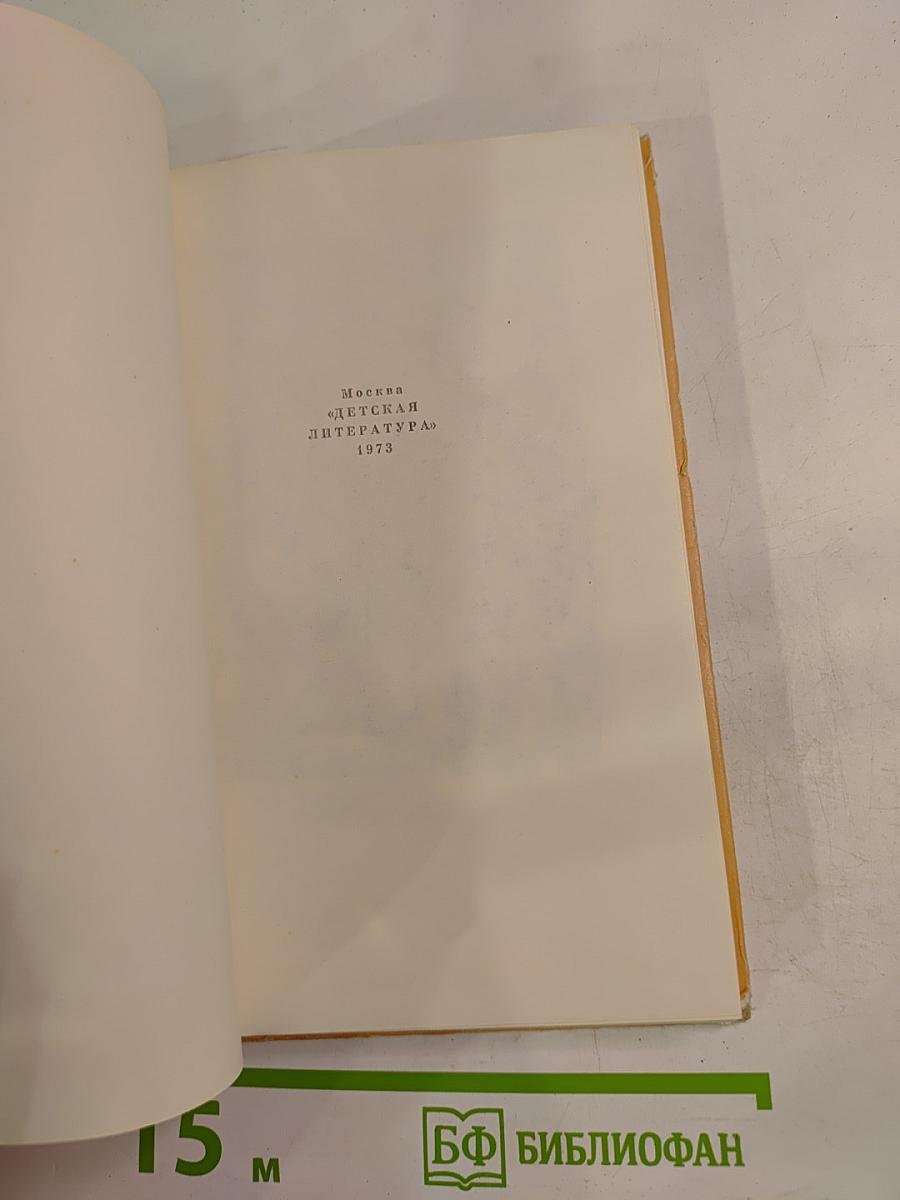 Москва
«ДЕТСКАЯ
ЛИТЕРАТУРА»
1973
15 м
БФ БИБЛИОФАН